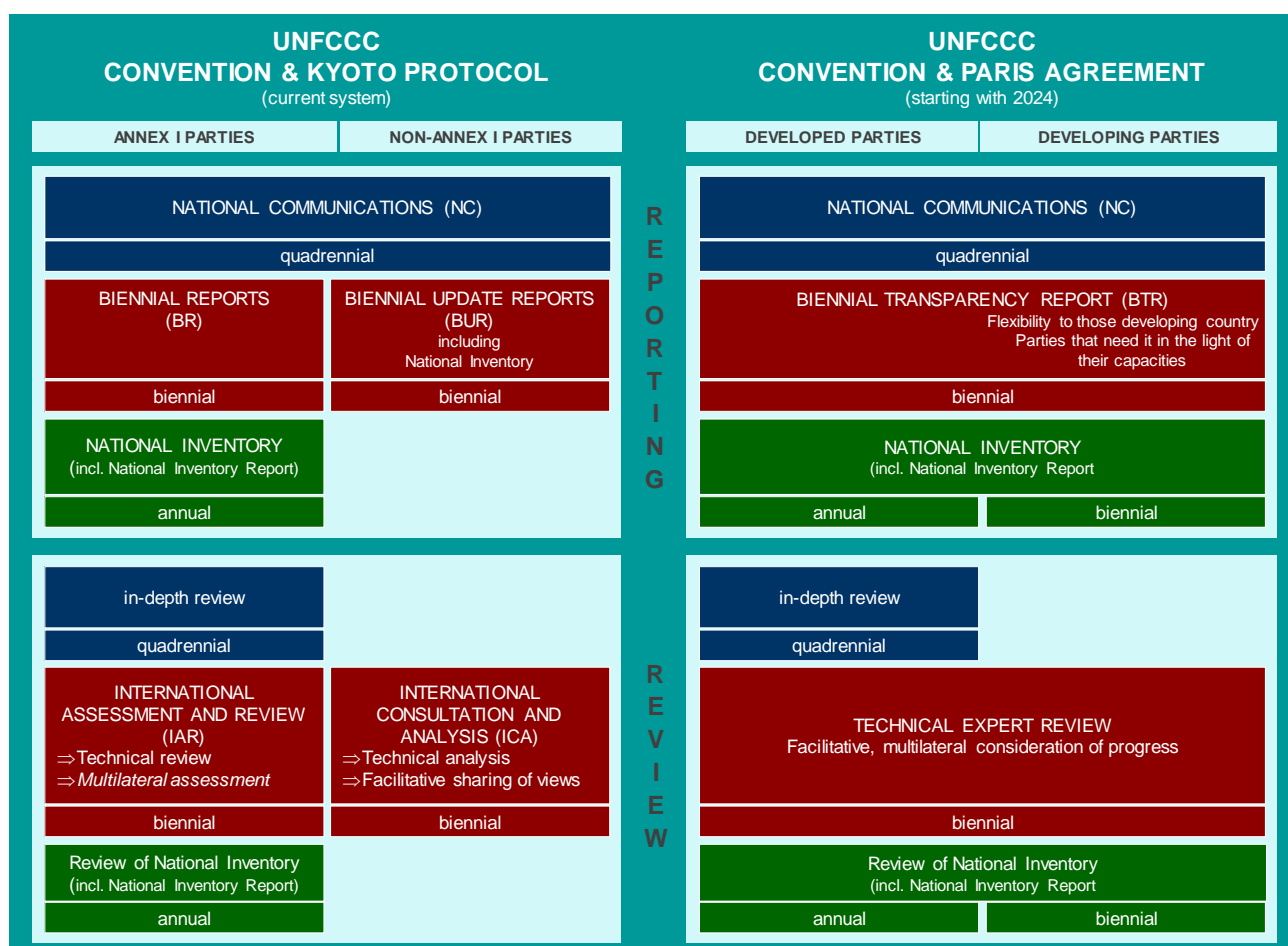 UNFCCC
CONVENTION & KYOTO PROTOCOL
(current system)
UNFCCC
CONVENTION & PARIS AGREEMENT
(starting with 2024)
ANNEX I PARTIES
NON-ANNEX I PARTIES
DEVELOPED PARTIES
DEVELOPING PARTIES
REPORTING
NATIONAL COMMUNICATIONS (NC)
quadrennial
BIENNIAL REPORTS
(BR)
biennial
BIENNIAL UPDATE REPORTS
(BUR)
including
National Inventory
biennial
NATIONAL INVENTORY
(incl. National Inventory Report)
annual
NATIONAL COMMUNICATIONS (NC)
quadrennial
BIENNIAL TRANSPARENCY REPORT (BTR)
Flexibility to those developing country
Parties that need it in the light of
their capacities
biennial
NATIONAL INVENTORY
(incl. National Inventory Report
annual
biennial
REVIEW
in-depth review
quadrennial
INTERNATIONAL
ASSESSMENT AND REVIEW
(IAR)
⇒Technical review
⇒Multilateral assessment
biennial
INTERNATIONAL
CONSULTATION AND
ANALYSIS (ICA)
⇒Technical analysis
⇒Facilitative sharing of views
biennial
Review of National Inventory
(incl. National Inventory Report)
annual
in-depth review
quadrennial
TECHNICAL EXPERT REVIEW
Facilitative, multilateral consideration of progress
biennial
Review of National Inventory
(incl. National Inventory Report
annual
biennial